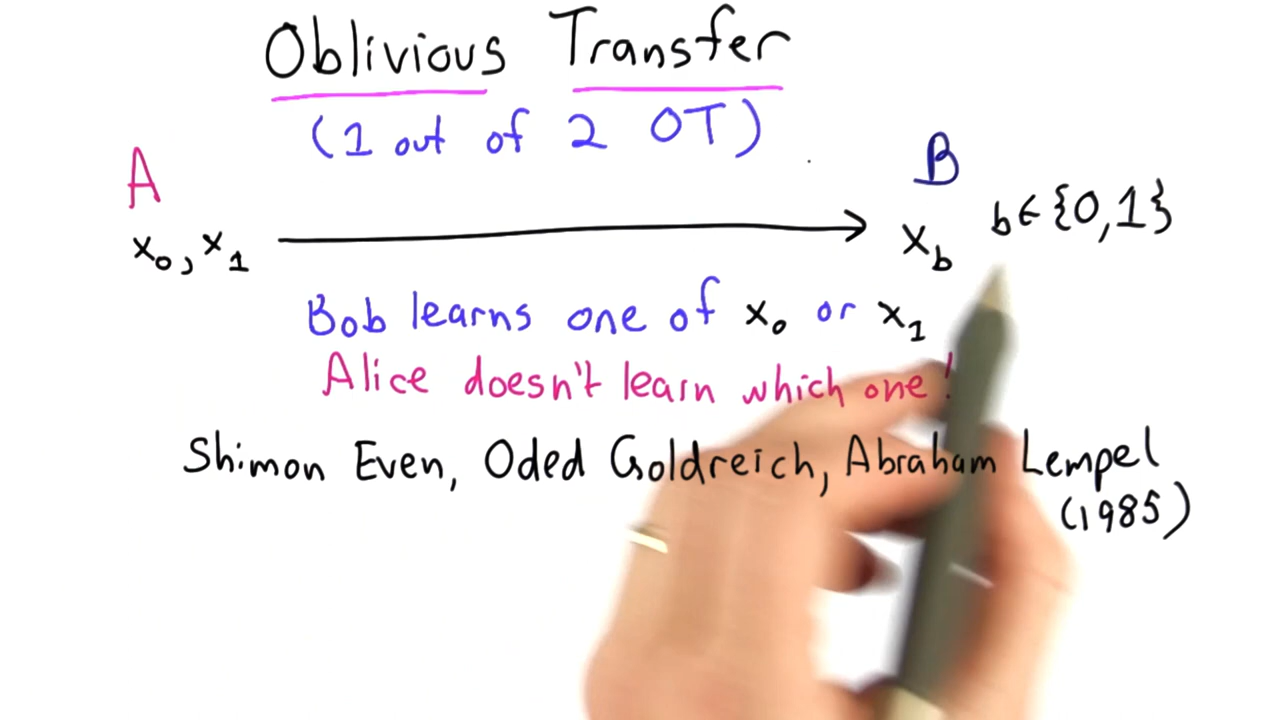 Oblivious Transfer
(1 out of 2 OT)
A B
x₀, x₁ x_b b ∈ {0,1}
Bob learns one of x₀ or x₁
Alice doesn't learn which one!
Shimon Even, Oded Goldreich, Abraham Lempel
(1985)